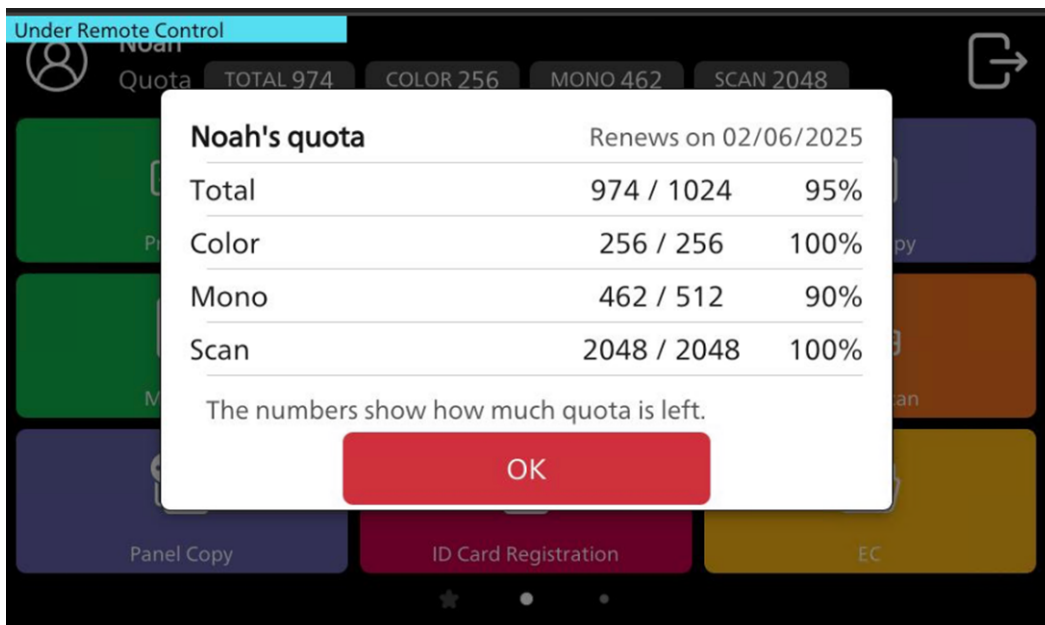 Under Remote Control
Noah
Quota TOTAL 974 COLOR 256 MONO 462 SCAN 2048
Noah's quota Renews on 02/06/2025
Total 974 / 1024 95%
Color 256 / 256 100%
Mono 462 / 512 90%
Scan 2048 / 2048 100%
The numbers show how much quota is left.
OK
Panel Copy ID Card Registration EC